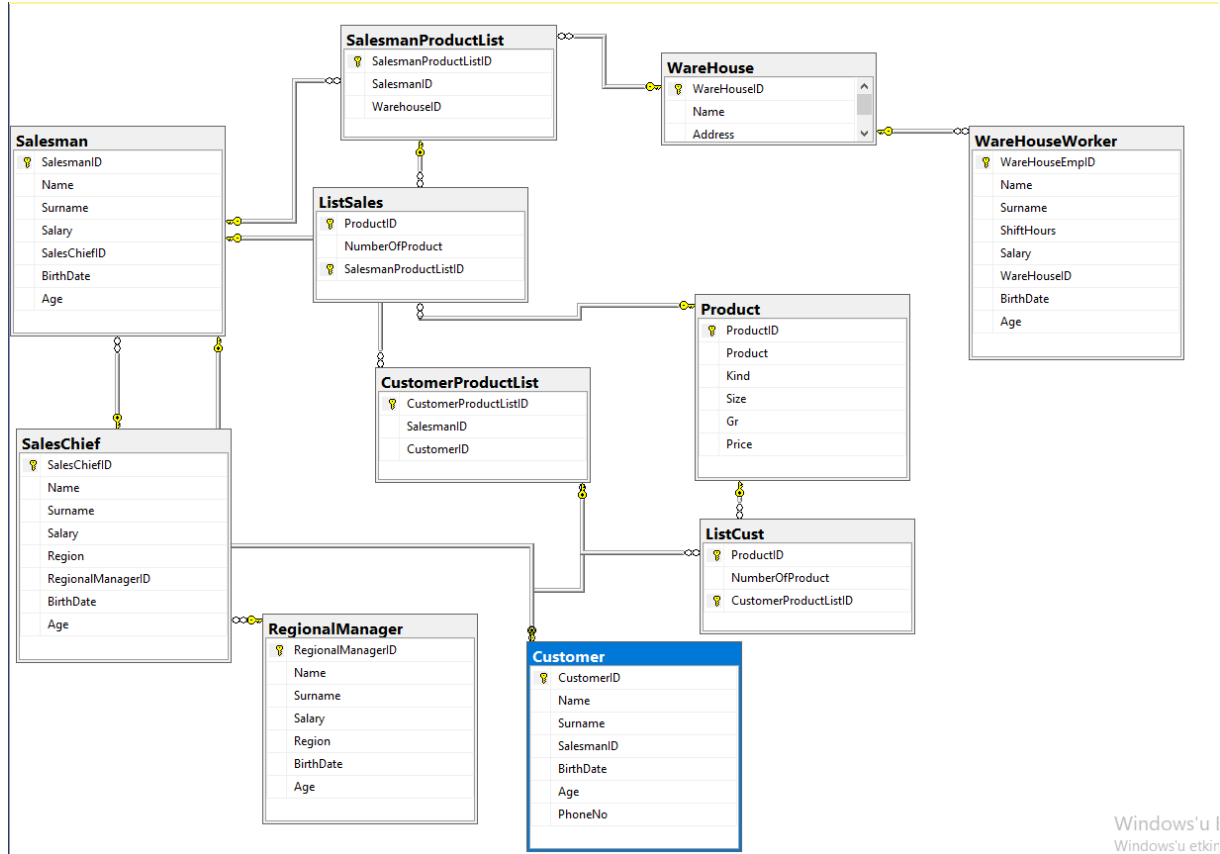 SalesmanProductList
SalesmanProductListID
SalesmanID
WarehouseID
WareHouse
WareHouseID
Name
Address
WareHouseWorker
WareHouseEmpID
Name
Surname
ShiftHours
Salary
WareHouseID
BirthDate
Age
Salesman
SalesmanID
Name
Surname
Salary
SalesChiefID
BirthDate
Age
ListSales
ProductID
NumberOfProduct
SalesmanProductListID
Product
ProductID
Product
Kind
Size
Gr
Price
CustomerProductList
CustomerProductListID
SalesmanID
CustomerID
SalesChief
SalesChiefID
Name
Surname
Salary
Region
RegionalManagerID
BirthDate
Age
ListCust
ProductID
NumberOfProduct
CustomerProductListID
RegionalManager
RegionalManagerID
Name
Surname
Salary
Region
BirthDate
Age
Customer
CustomerID
Name
Surname
SalesmanID
BirthDate
Age
PhoneNo
Windows'u
Windows'u